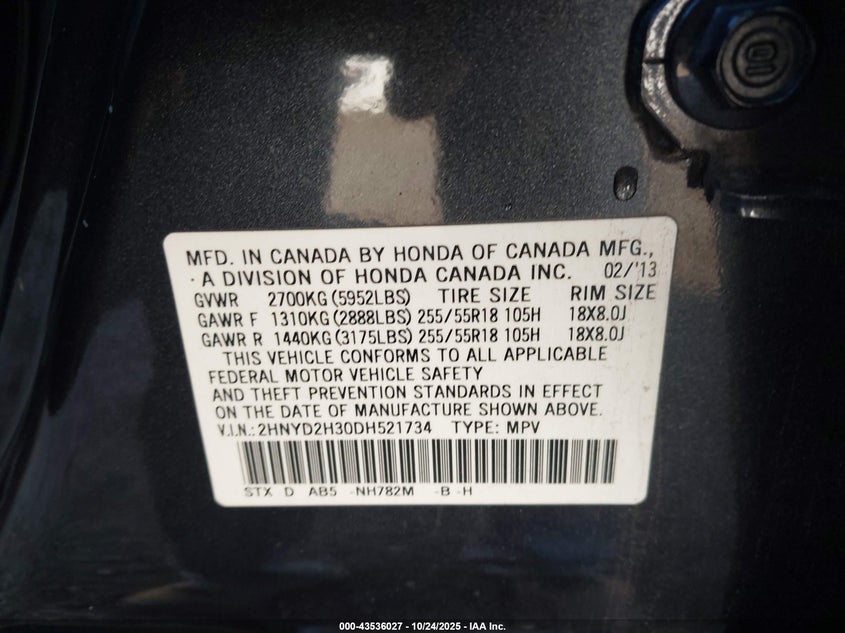 MFD. IN CANADA BY HONDA OF CANADA MFG.,
A DIVISION OF HONDA CANADA INC. 02/'13
GVWR 2700KG (5952LBS) TIRE SIZE RIM SIZE
GAWR F 1310KG (2888LBS) 255/55R18 105H 18X8.0J
GAWR R 1440KG (3175LBS) 255/55R18 105H 18X8.0J
THIS VEHICLE CONFORMS TO ALL APPLICABLE
FEDERAL MOTOR VEHICLE SAFETY
AND THEFT PREVENTION STANDARDS IN EFFECT
ON THE DATE OF MANUFACTURE SHOWN ABOVE.
V.I.N.: 2HNYD2H30DH521734 TYPE: MPV
STX D AB5 -NH782M -B -H
000-43536027 - 10/24/2025 - IAA Inc.